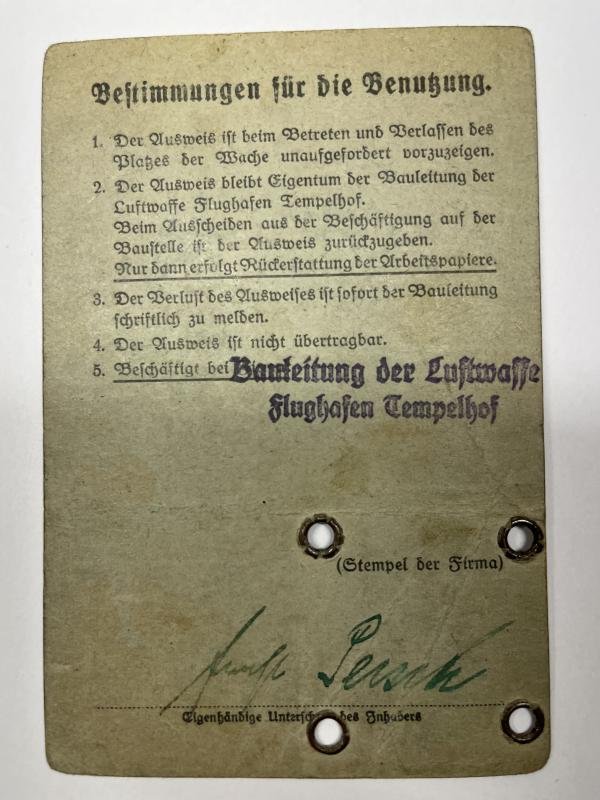 Bestimmungen für die Benutzung.
1. Der Ausweis ist beim Betreten und Verlassen des
Platzes der Wache unaufgefordert vorzuzeigen.
2. Der Ausweis bleibt Eigentum der Bauleitung der
Luftwaffe Flughafen Tempelhof.
Beim Ausscheiden aus der Beschäftigung auf der
Baustelle ist der Ausweis zurückzugeben.
Nur dann erfolgt Rückerstattung der Arbeitspapiere.
3. Der Verlust des Ausweises ist sofort der Bauleitung
schriftlich zu melden.
4. Der Ausweis ist nicht übertragbar.
5. Beschäftigt bei
Bauleitung der Luftwaffe
Flughafen Tempelhof
(Stempel der Firma)
Eigenhändige Unterschrift des Inhabers